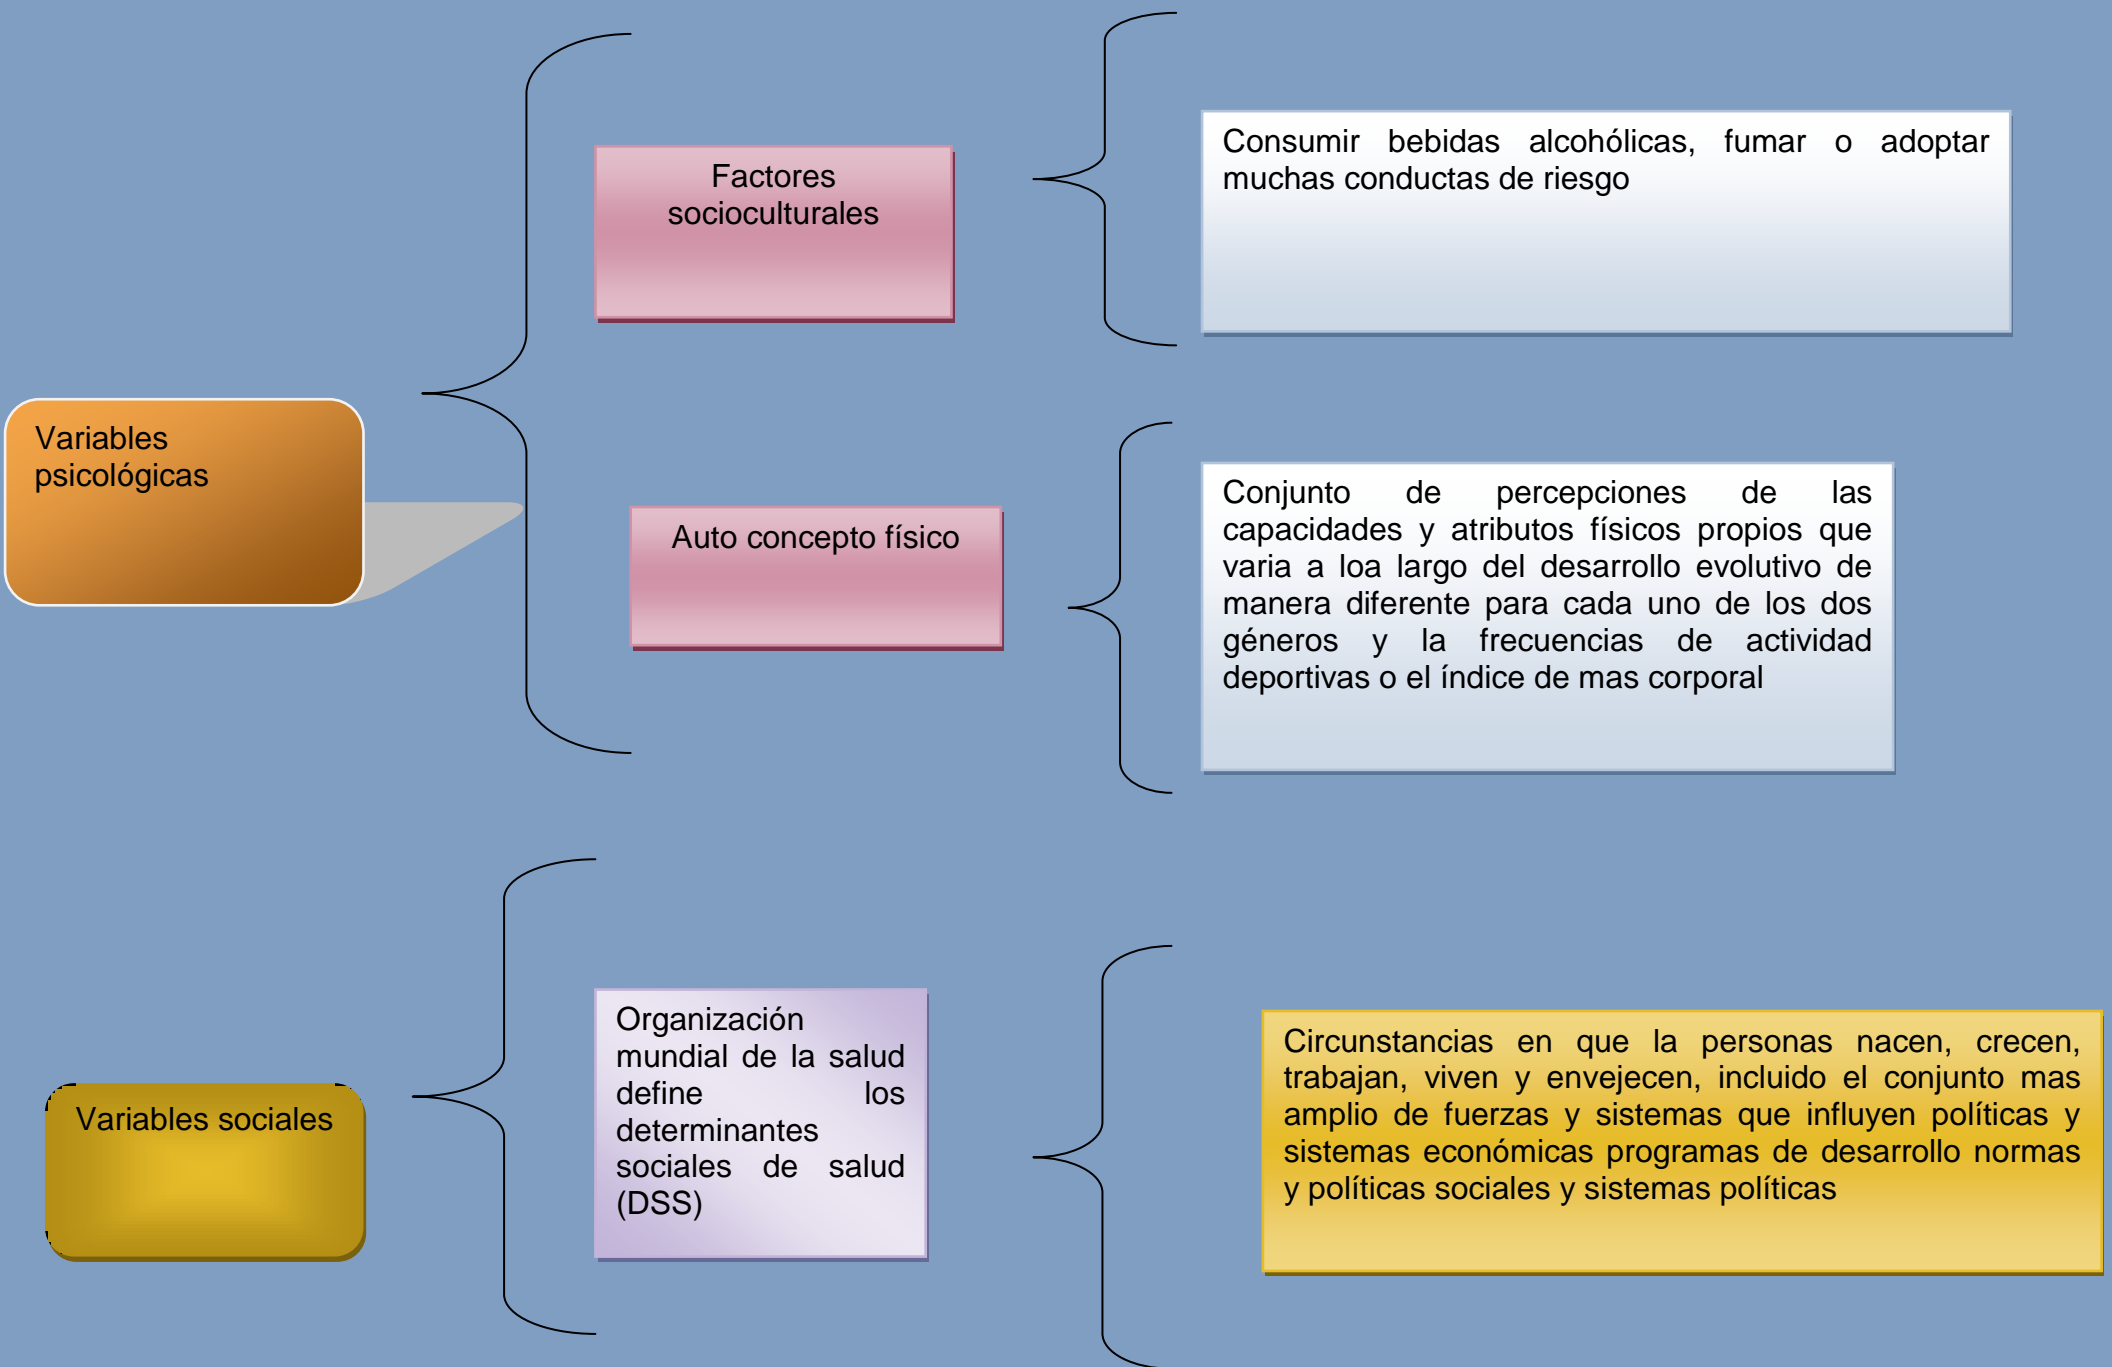 Variables
psicológicas
Factores
socioculturales
Consumir bebidas alcohólicas, fumar o adoptar
muchas conductas de riesgo
Auto concepto físico
Conjunto de percepciones de las
capacidades y atributos físicos propios que
varia a loa largo del desarrollo evolutivo de
manera diferente para cada uno de los dos
géneros y la frecuencias de actividad
deportivas o el índice de mas corporal
Variables sociales
Organización
mundial de la salud
define los
determinantes
sociales de salud
(DSS)
Circunstancias en que la personas nacen, crecen,
trabajan, viven y envejecen, incluido el conjunto mas
amplio de fuerzas y sistemas que influyen políticas y
sistemas económicas programas de desarrollo normas
y políticas sociales y sistemas políticas